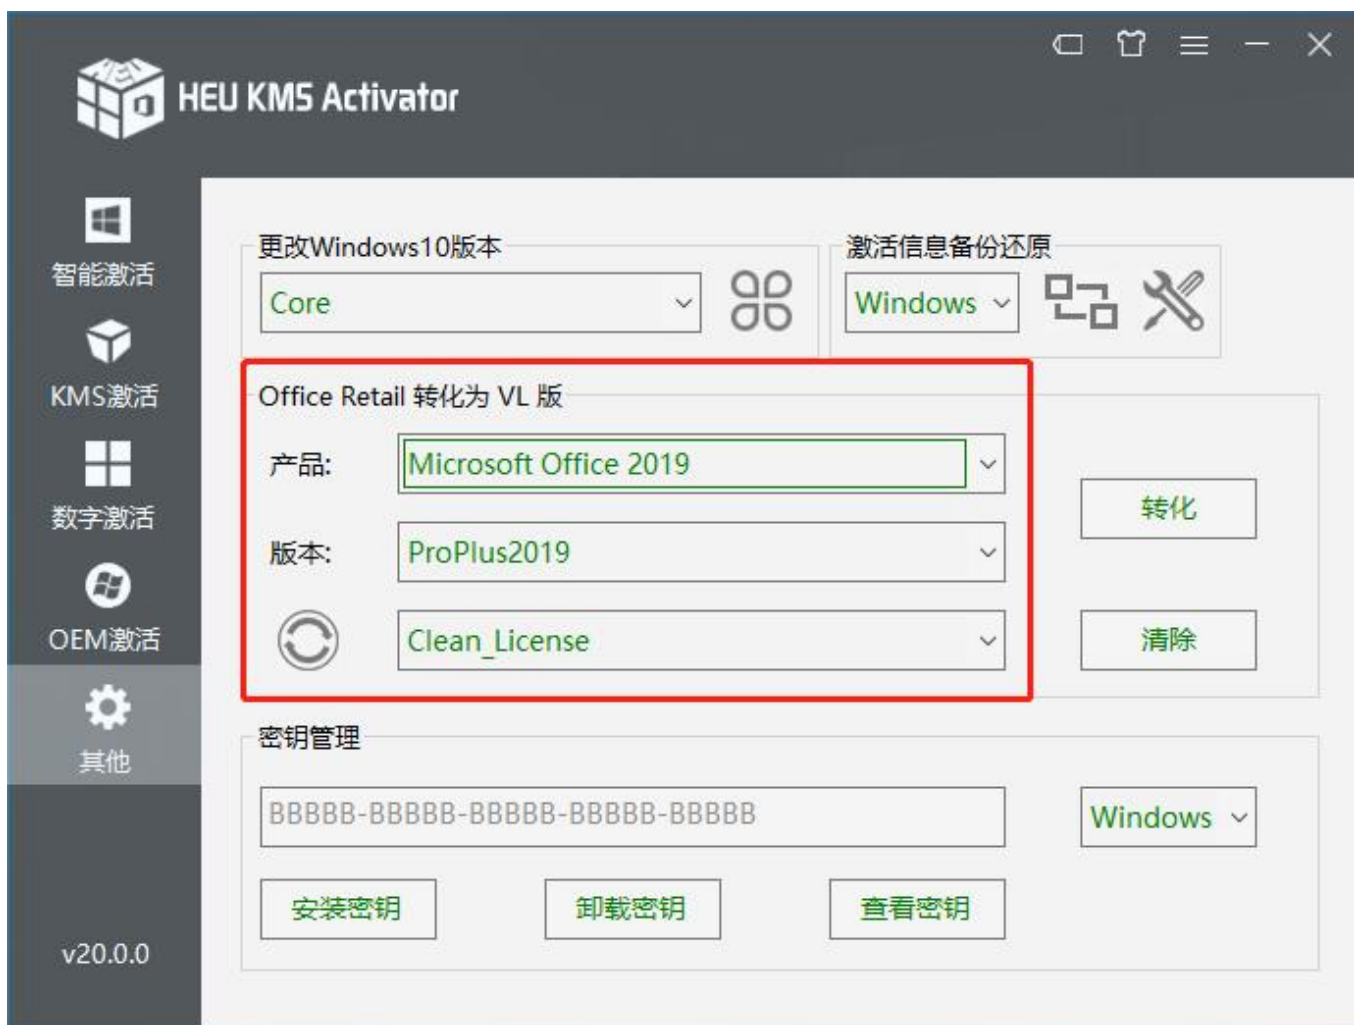 HEU KMS Activator
智能激活
KMS激活
数字激活
OEM激活
其他
v20.0.0
更改Windows10版本
Core
激活信息备份还原
Windows
Office Retail 转化为 VL 版
产品:
Microsoft Office 2019
版本:
ProPlus2019
Clean_License
转化
清除
密钥管理
BBBBB-BBBBB-BBBBB-BBBBB-BBBBB
Windows
安装密钥
卸载密钥
查看密钥